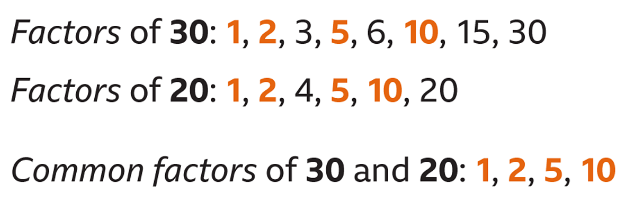 Factors of 30: 1, 2, 3, 5, 6, 10, 15, 30
Factors of 20: 1, 2, 4, 5, 10, 20
Common factors of 30 and 20: 1, 2, 5, 10